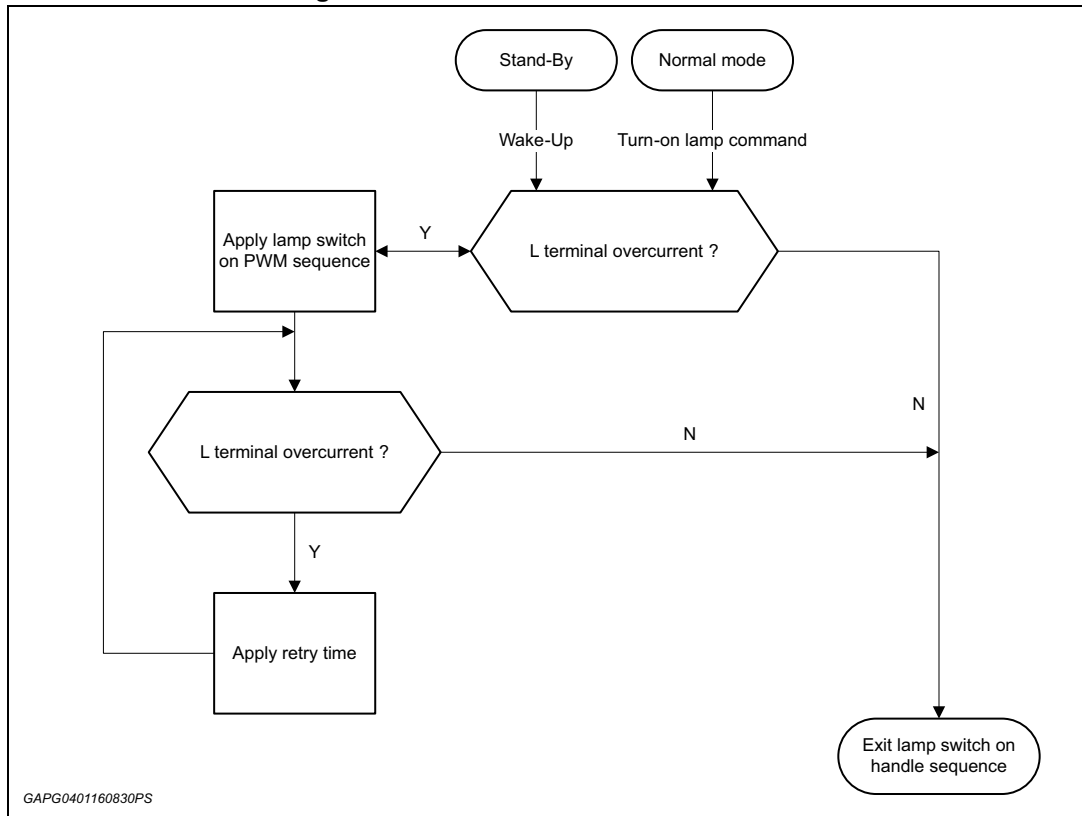 Stand-By
Normal mode
Wake-Up
Turn-on lamp command
Apply lamp switch
on PWM sequence
Y
L terminal overcurrent ?
N
L terminal overcurrent ?
N
Y
Apply retry time
Exit lamp switch on
handle sequence
GAPG0401160830PS